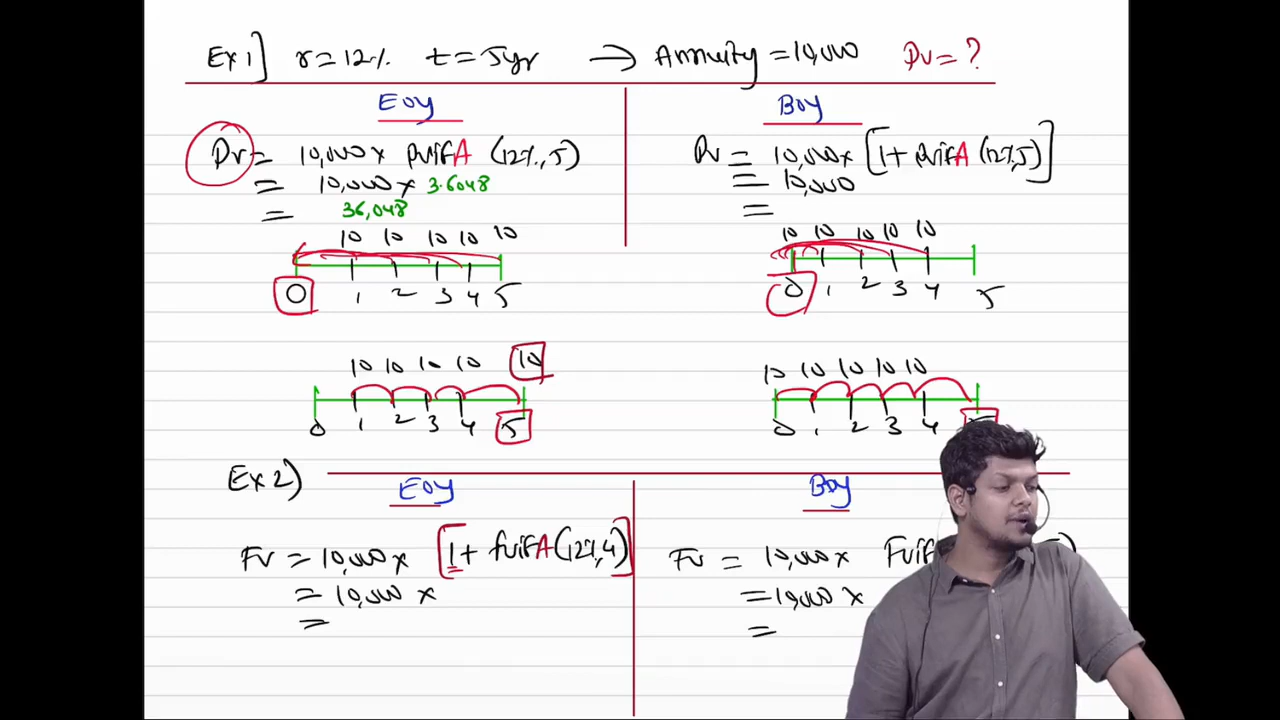 Ex 1] r = 12% t = 5yr → Annuity = 10,000 PV = ?
EOY
PV = 10,000 x pvifA (12%, 5)
= 10,000 x 3.6048
= 36,048
10 10 10 10 10
0 1 2 3 4 5
10 10 10 10 10
0 1 2 3 4 5
BOY
PV = 10,000 x [1 + pvifA (12%, 5)]
= 10,000
=
10 10 10 10 10
0 1 2 3 4 5
10 10 10 10 10
0 1 2 3 4
Ex 2)
EOY
FV = 10,000 x [1 + fvifA (12%, 4)]
= 10,000 x
=
BOY
FV = 10,000 x
= 10,000 x
=